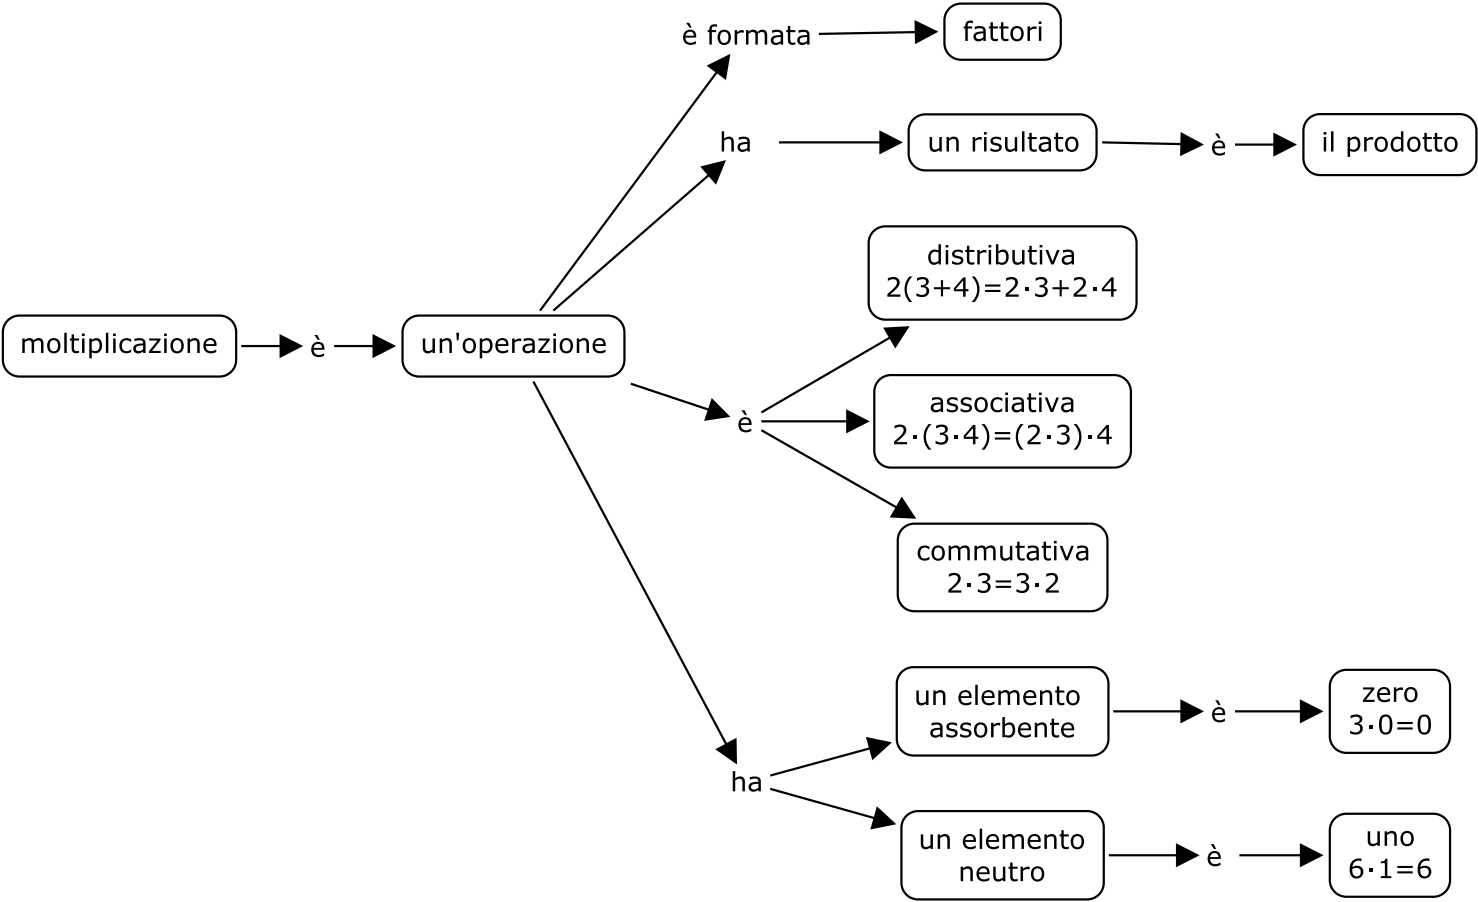 è formata
fattori
ha
un risultato
è
il prodotto
distributiva
2(3+4)=2·3+2·4
moltiplicazione
è
un'operazione
è
associativa
2·(3·4)=(2·3)·4
commutativa
2·3=3·2
ha
un elemento
assorbente
è
zero
3·0=0
un elemento
neutro
è
uno
6·1=6